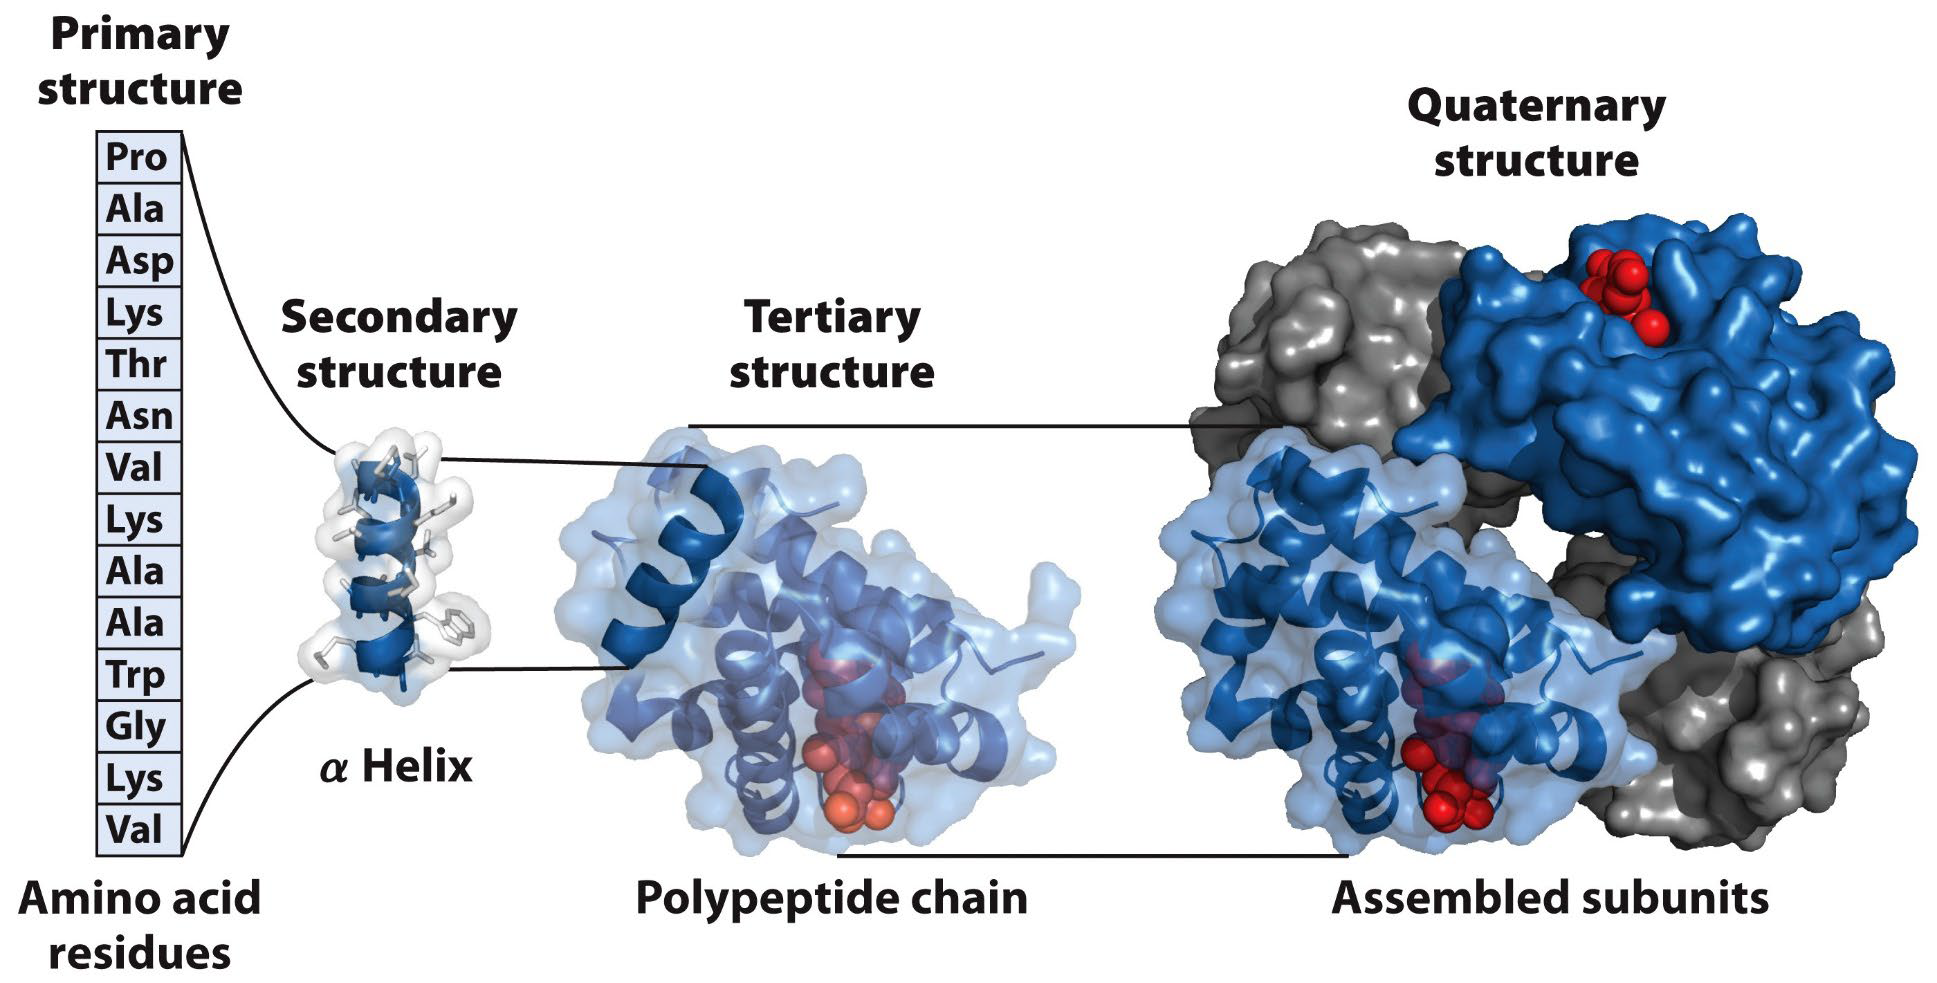 Primary
structure
Pro
Ala
Asp
Lys
Thr
Asn
Val
Lys
Ala
Ala
Trp
Gly
Lys
Val
Amino acid
residues
Secondary
structure
α Helix
Tertiary
structure
Polypeptide chain
Quaternary
structure
Assembled subunits